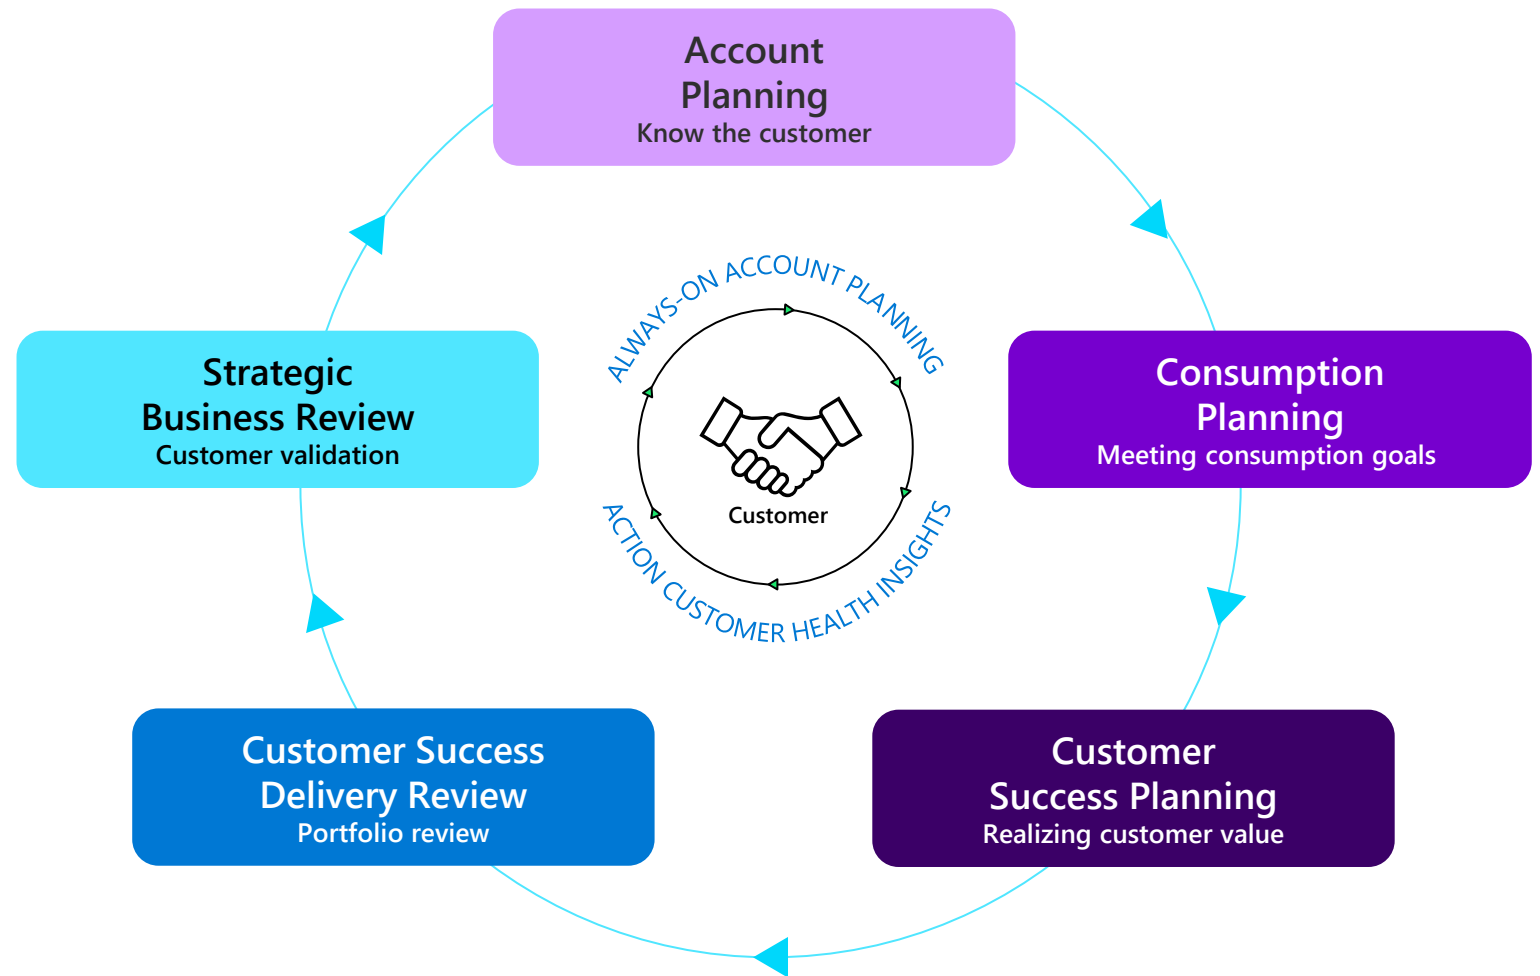 Account
Planning
Know the customer
ALWAYS-ON ACCOUNT PLANNING
Strategic
Business Review
Customer validation
Consumption
Planning
Meeting consumption goals
Customer
ACTION CUSTOMER HEALTH INSIGHTS
Customer Success
Delivery Review
Portfolio review
Customer
Success Planning
Realizing customer value